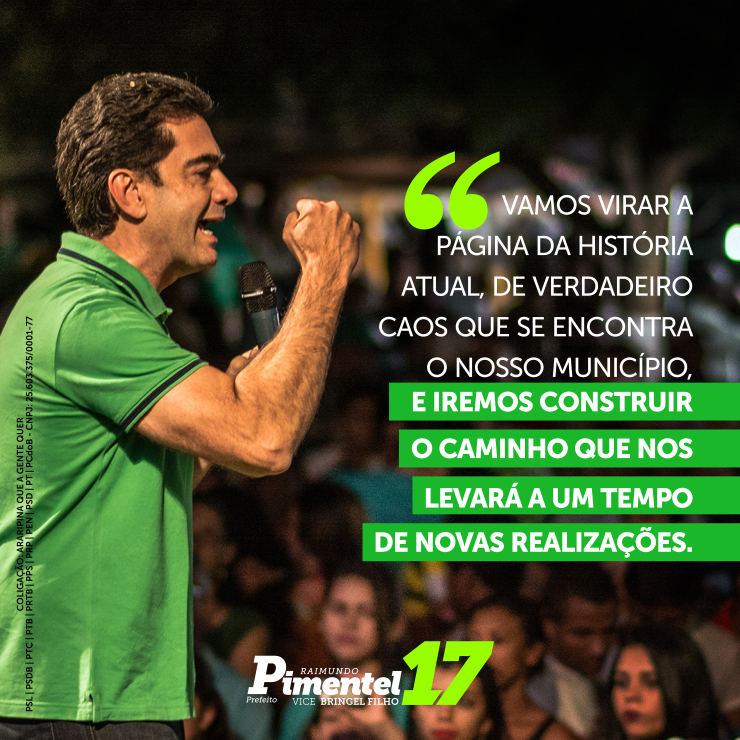 “ VAMOS VIRAR A
PÁGINA DA HISTÓRIA
ATUAL, DE VERDADEIRO
CAOS QUE SE ENCONTRA
O NOSSO MUNICÍPIO,
E IREMOS CONSTRUIR
O CAMINHO QUE NOS
LEVARÁ A UM TEMPO
DE NOVAS REALIZAÇÕES.
COLIGAÇÃO: ARARIPINA QUE A GENTE QUER
PSL | PSDB | PTC | PTB | PRTB | PPS | PRP | PEN | PSD | PT | PCdoB - CNPJ: 25.603.375/0001-77
RAIMUNDO
Pimentel 17
Prefeito VICE BRINGEL FILHO